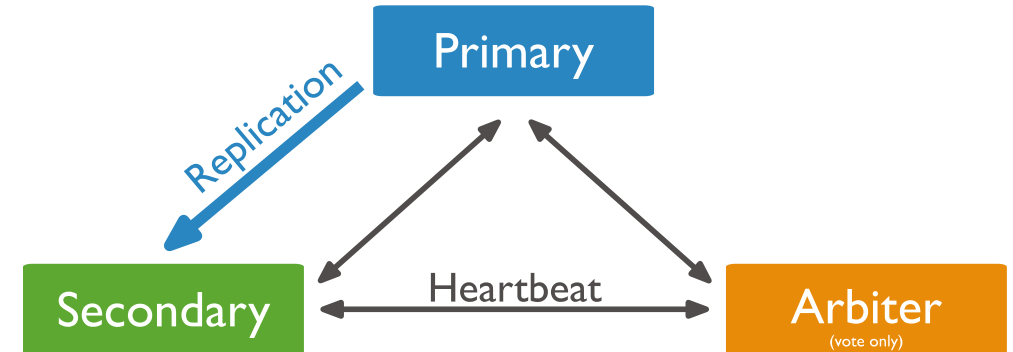 Primary
Replication
Heartbeat
Secondary
Arbiter
(vote only)